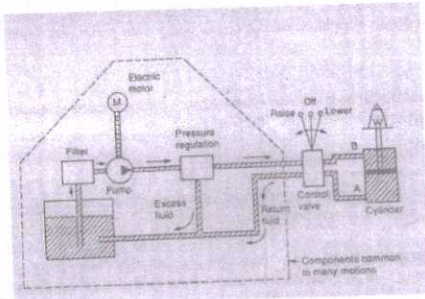 Electric
motor
M
Off
Raise
Lower
Filter
Pressure
regulation
Pump
B
A
Excess
fluid
Return
fluid
Control
valve
Cylinder
Components common
to many motions